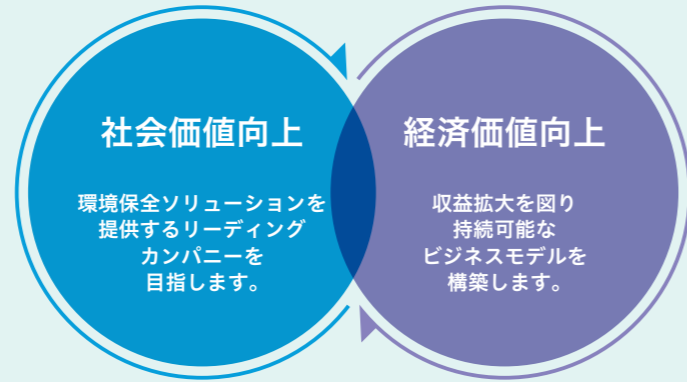 社会価値向上
環境保全ソリューションを
提供するリーディング
カンパニーを
目指します。
経済価値向上
収益拡大を図り
持続可能な
ビジネスモデルを
構築します。